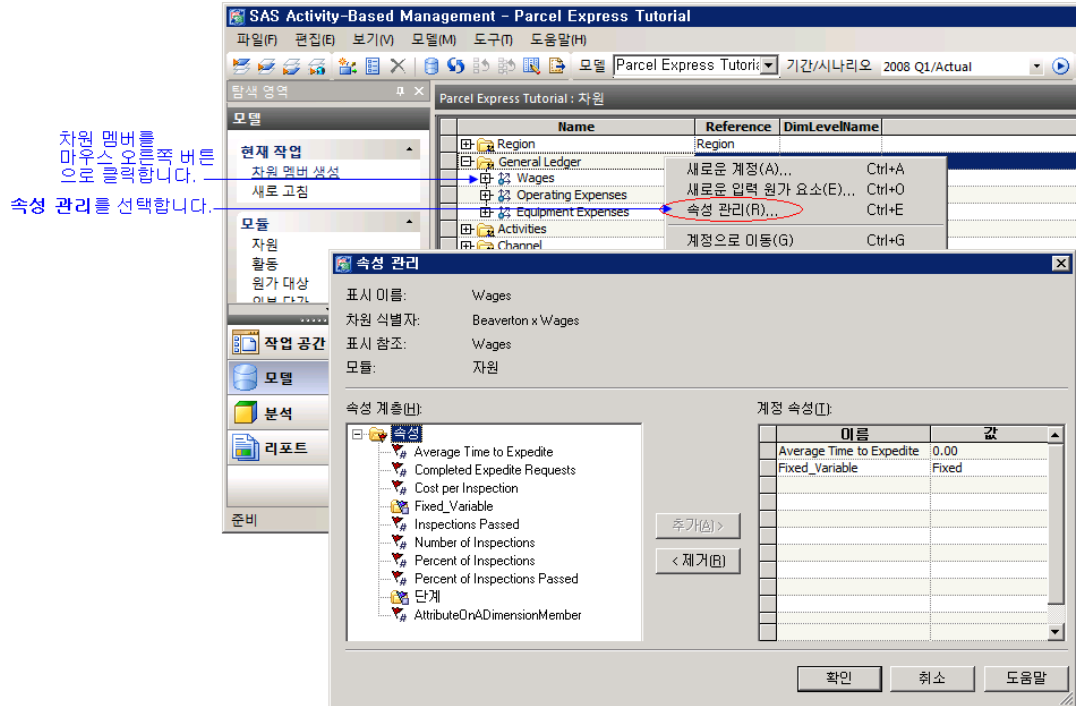 SAS Activity-Based Management - Parcel Express Tutorial
파일(F) 편집(E) 보기(V) 모델(M) 도구(T) 도움말(H)
모델 Parcel Express Tutoria 기간/시나리오 2008 Q1/Actual
탐색 영역
Parcel Express Tutorial : 차원
모델
현재 작업
차원 멤버 생성
새로 고침
모듈
자원
활동
원가 대상
외부 단가
작업 공간
모델
분석
리포트
준비
차원 멤버를
마우스 오른쪽 버튼
으로 클릭합니다.
속성 관리를 선택합니다.
Name Reference DimLevelName
Region Region
General Ledger
Wages
Operating Expenses
Equipment Expenses
Activities
Channel
새로운 계정(A)... Ctrl+A
새로운 입력 원가 요소(E)... Ctrl+O
속성 관리(R)... Ctrl+E
계정으로 이동(G) Ctrl+G
속성 관리
표시 이름: Wages
차원 식별자: Beaverton x Wages
표시 참조: Wages
모듈: 자원
속성 계층(H):
속성
Average Time to Expedite
Completed Expedite Requests
Cost per Inspection
Fixed_Variable
Inspections Passed
Number of Inspections
Percent of Inspections
Percent of Inspections Passed
단계
AttributeOnADimensionMember
추가(A) >
< 제거(R)
계정 속성(T):
이름 값
Average Time to Expedite 0.00
Fixed_Variable Fixed
확인 취소 도움말